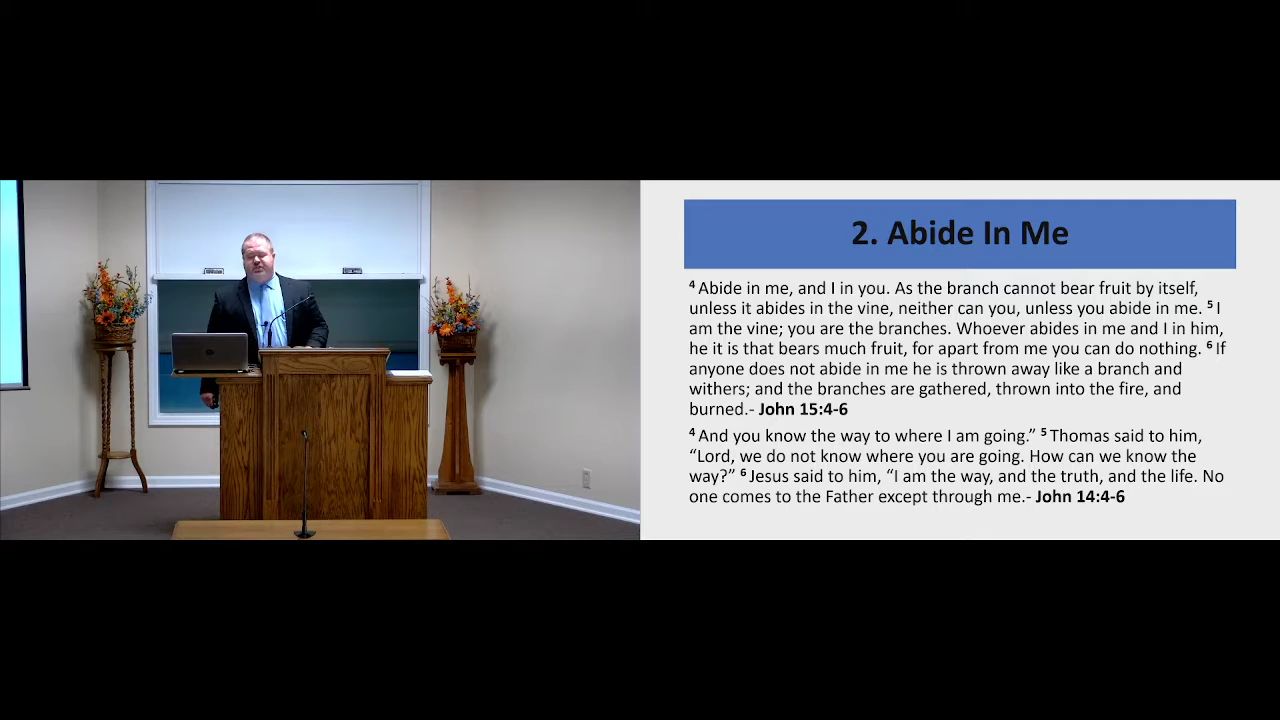 2. Abide In Me
⁴ Abide in me, and I in you. As the branch cannot bear fruit by itself,
unless it abides in the vine, neither can you, unless you abide in me. ⁵ I
am the vine; you are the branches. Whoever abides in me and I in him,
he it is that bears much fruit, for apart from me you can do nothing. ⁶ If
anyone does not abide in me he is thrown away like a branch and
withers; and the branches are gathered, thrown into the fire, and
burned.- John 15:4-6
⁴ And you know the way to where I am going.” ⁵ Thomas said to him,
“Lord, we do not know where you are going. How can we know the
way?” ⁶ Jesus said to him, “I am the way, and the truth, and the life. No
one comes to the Father except through me.- John 14:4-6